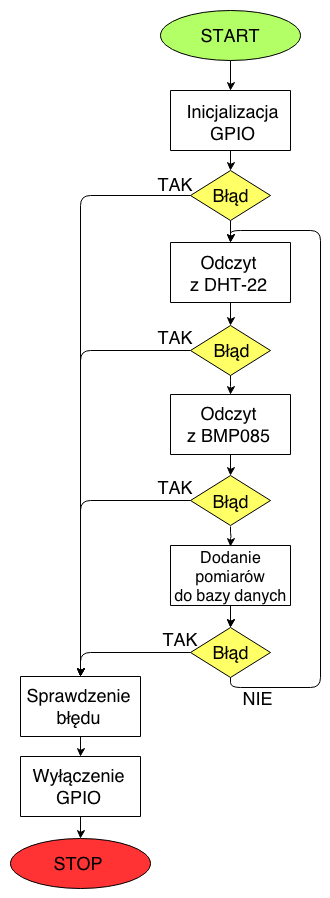 START
Inicjalizacja
GPIO
TAK
Błąd
Odczyt
z DHT-22
TAK
Błąd
Odczyt
z BMP085
TAK
Błąd
Dodanie
pomiarów
do bazy danych
TAK
Błąd
NIE
Sprawdzenie
błędu
Wyłączenie
GPIO
STOP